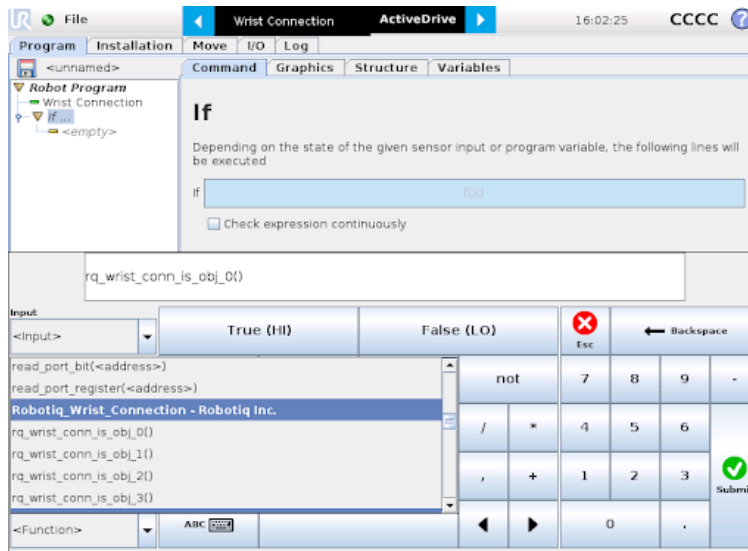 UR File Wrist Connection ActiveDrive 16:02:25 CCCC ?
Program Installation Move I/O Log
<unnamed> Command Graphics Structure Variables
Robot Program
Wrist Connection
If ...
<empty>
If
Depending on the state of the given sensor input or program variable, the following lines will
be executed
If f(x)
Check expression continuously
rq_wrist_conn_is_obj_0()
Input
<Input> True (HI) False (LO) Esc Backspace
read_port_bit(<address>)
read_port_register(<address>)
Robotiq_Wrist_Connection - Robotiq Inc.
rq_wrist_conn_is_obj_0()
rq_wrist_conn_is_obj_1()
rq_wrist_conn_is_obj_2()
rq_wrist_conn_is_obj_3()
not 7 8 9 -
/ * 4 5 6
, + 1 2 3 Submi
<Function> ABC 0 .